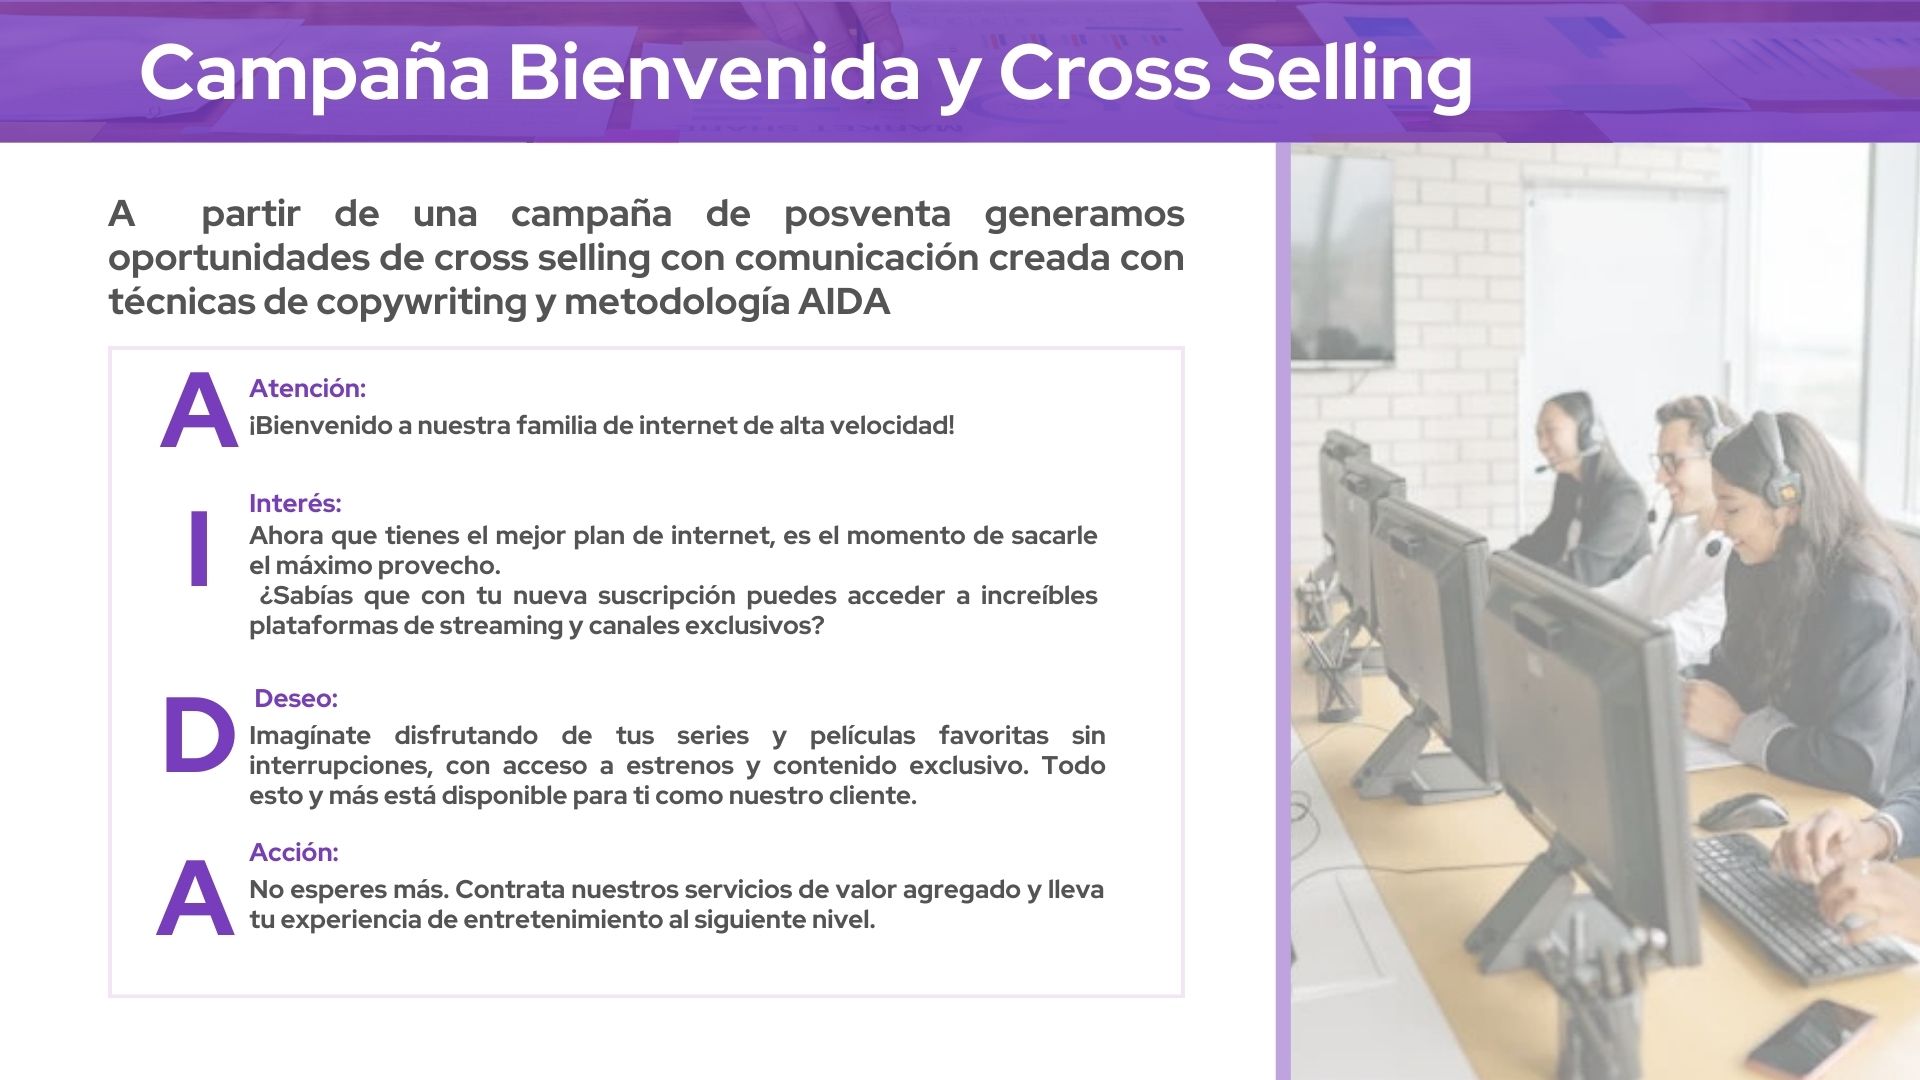 Campaña Bienvenida y Cross Selling
A partir de una campaña de posventa generamos
oportunidades de cross selling con comunicación creada con
técnicas de copywriting y metodología AIDA
A
Atención:
¡Bienvenido a nuestra familia de internet de alta velocidad!
I
Interés:
Ahora que tienes el mejor plan de internet, es el momento de sacarle
el máximo provecho.
¿Sabías que con tu nueva suscripción puedes acceder a increíbles
plataformas de streaming y canales exclusivos?
D
Deseo:
Imagínate disfrutando de tus series y películas favoritas sin
interrupciones, con acceso a estrenos y contenido exclusivo. Todo
esto y más está disponible para ti como nuestro cliente.
A
Acción:
No esperes más. Contrata nuestros servicios de valor agregado y lleva
tu experiencia de entretenimiento al siguiente nivel.